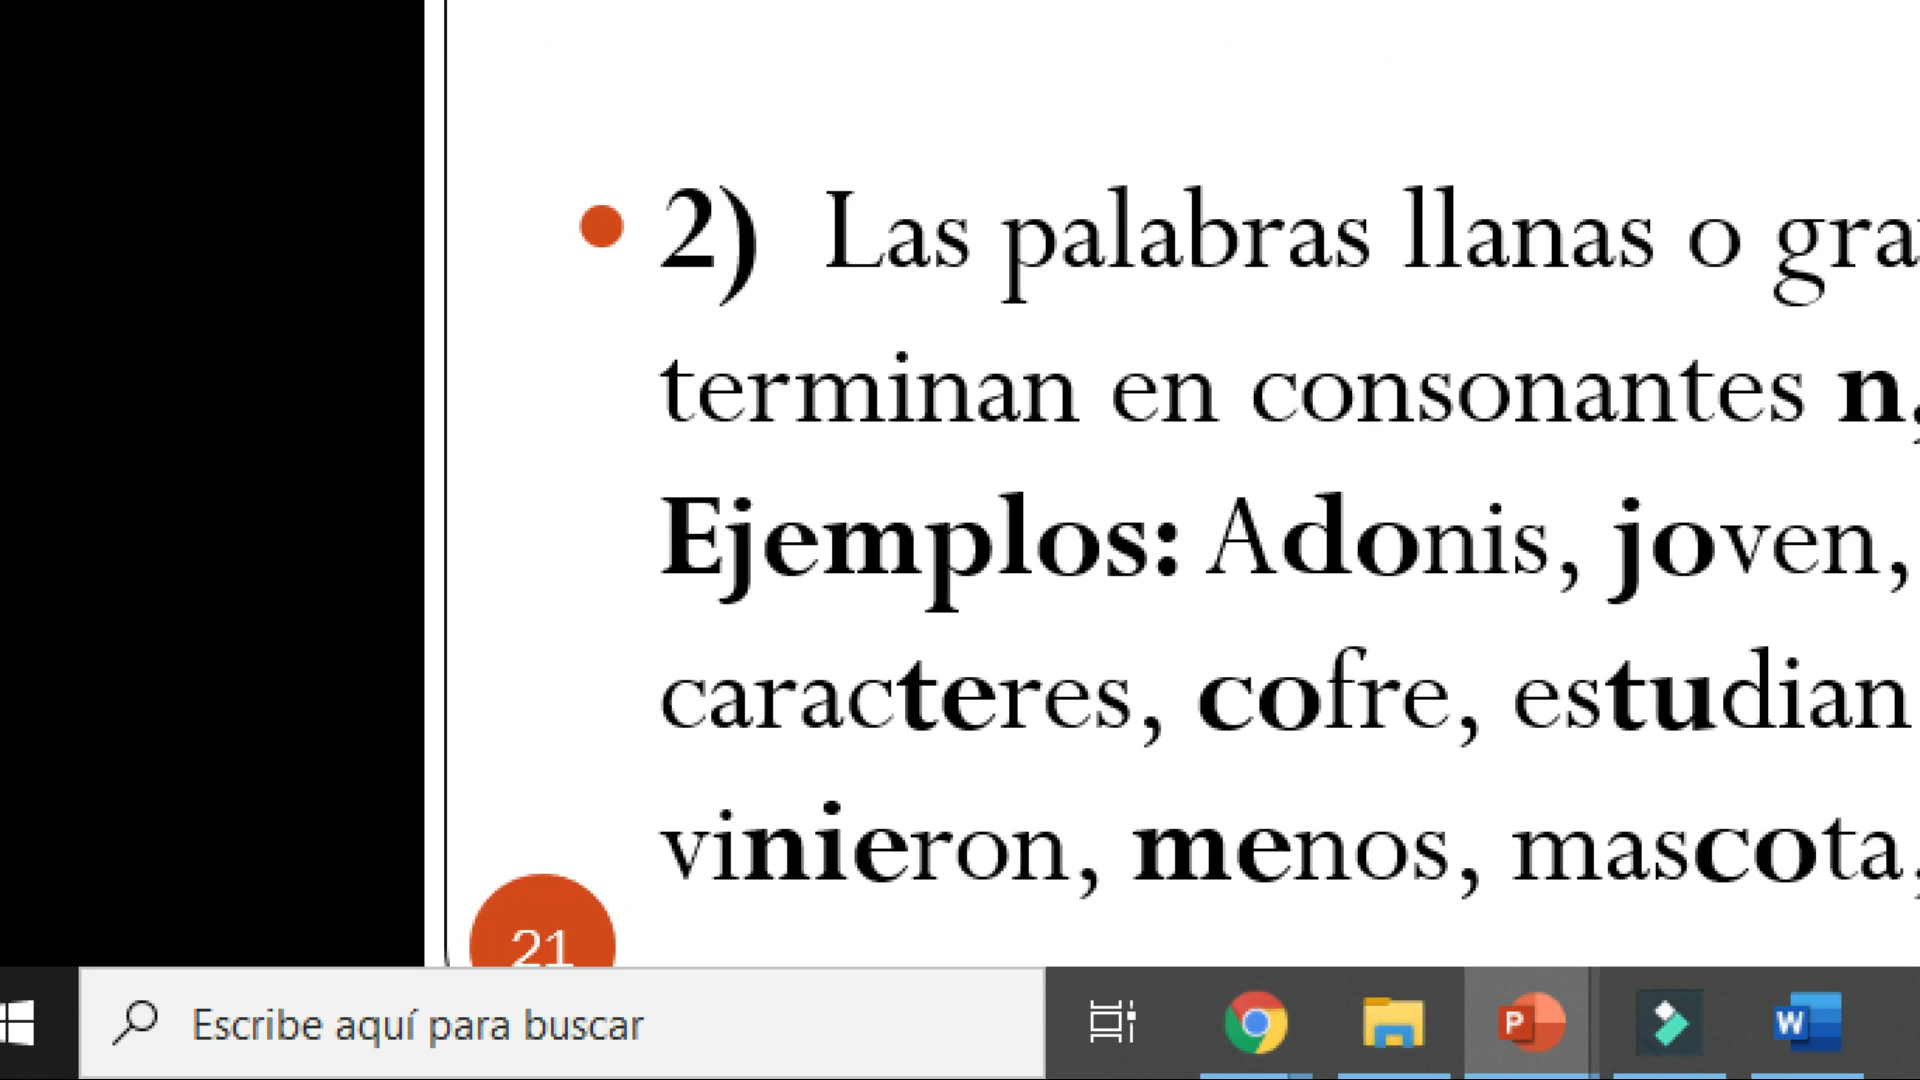 • 2) Las palabras llanas o gra
terminan en consonantes n,
Ejemplos: Adonis, joven,
caracteres, cofre, estudian
vinieron, menos, mascota,
21
Escribe aquí para buscar
P
W